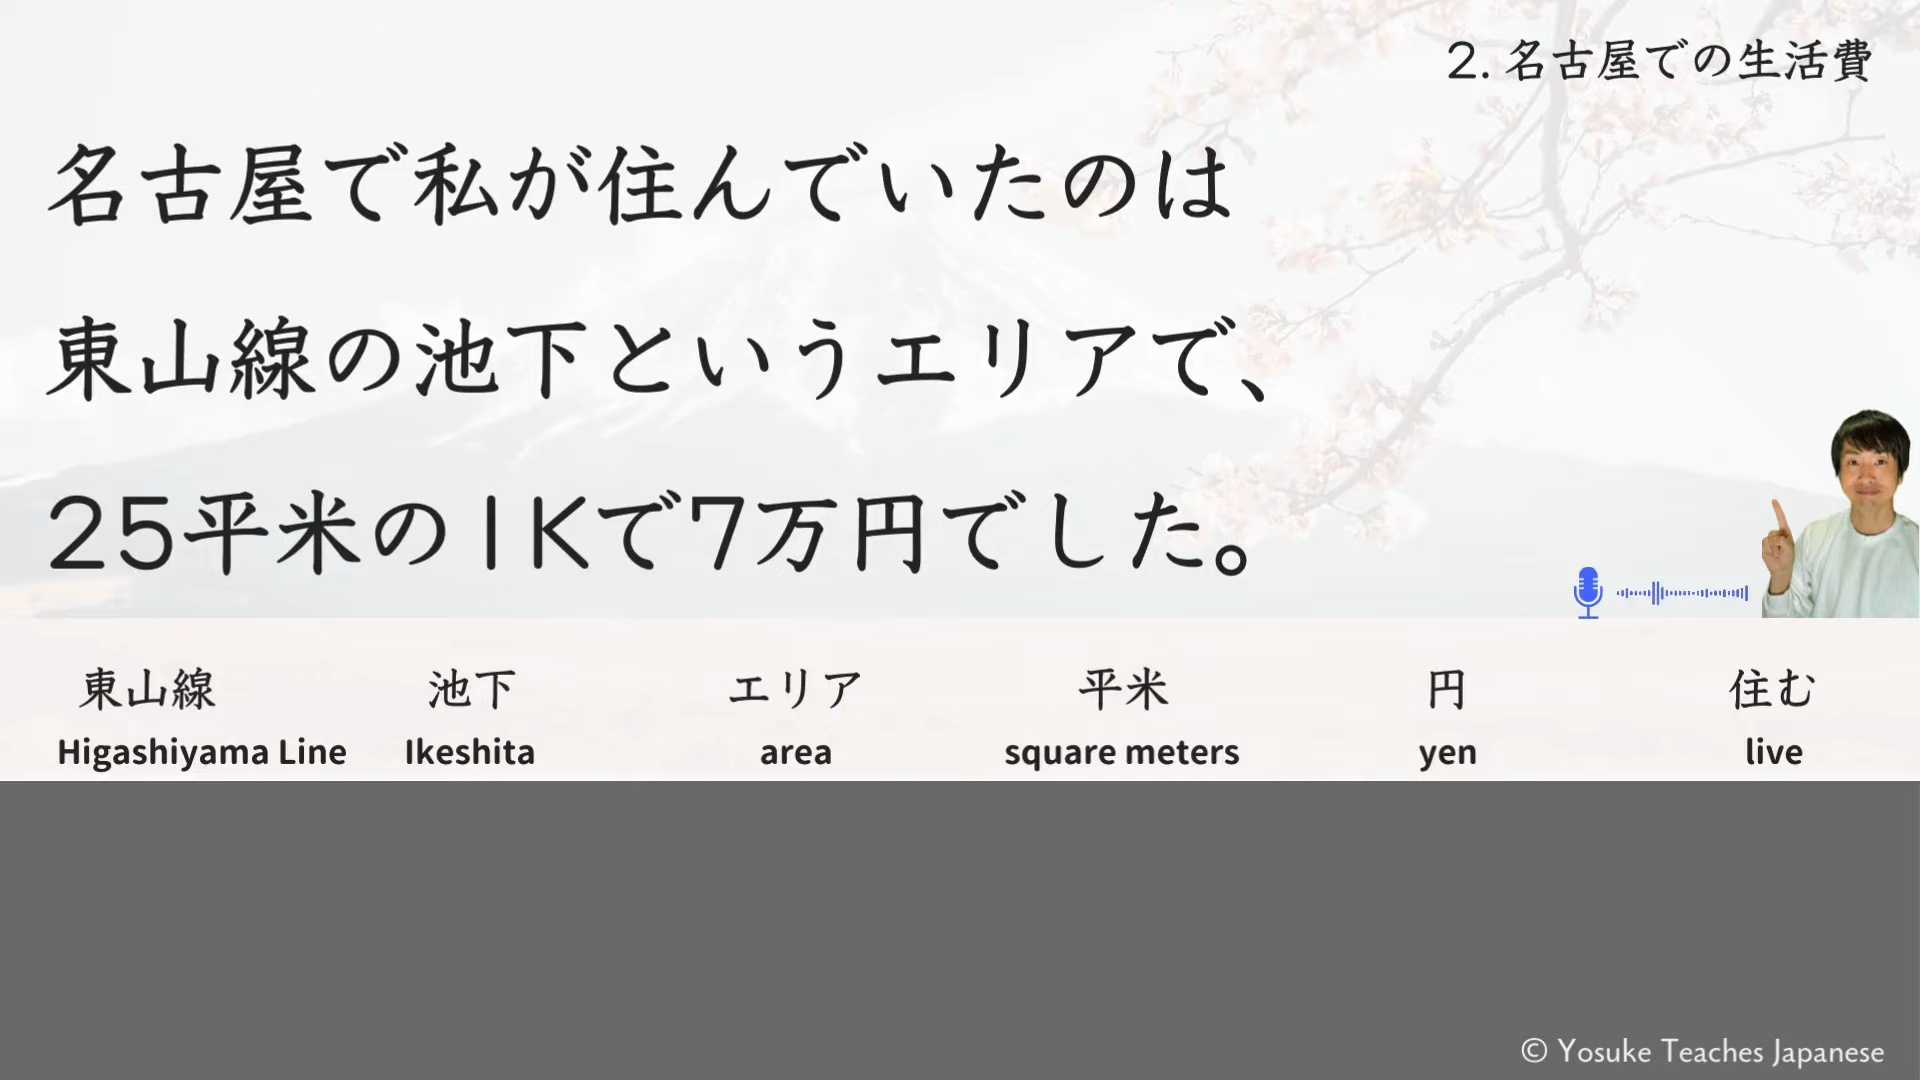 2. 名古屋での生活費
名古屋で私が住んでいたのは
東山線の池下というエリアで、
25平米の1Kで7万円でした。
東山線 池下 エリア 平米 円 住む
Higashiyama Line Ikeshita area square meters yen live
© Yosuke Teaches Japanese